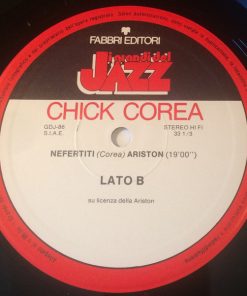 FABBRI EDITORI
I grandi del
JAZZ
CHICK COREA
GDJ-86
S.I.A.E.
STEREO HI FI
33 1/3
NEFERTITI (Corea) ARISTON (19'00")
LATO B
su licenza della Ariston